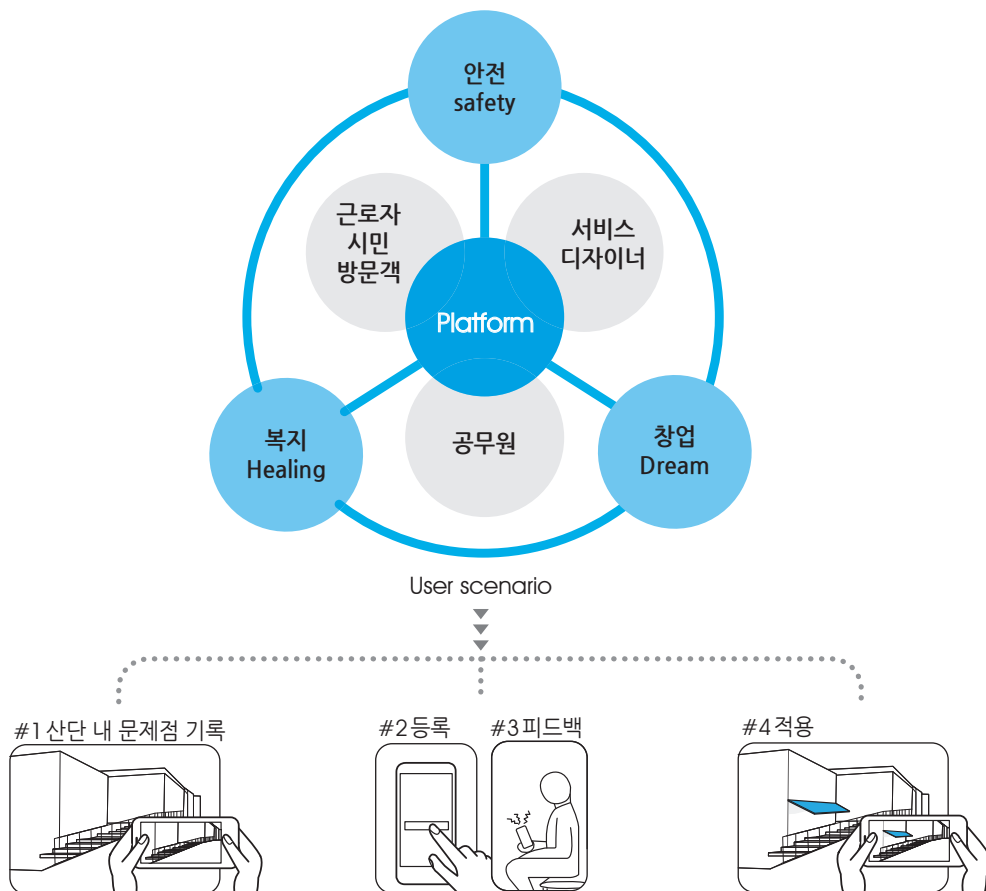 안전
safety
근로자
시민
방문객
서비스
디자이너
Platform
복지
Healing
공무원
창업
Dream
User scenario
#1 산단 내 문제점 기록
#2 등록
#3 피드백
#4 적용